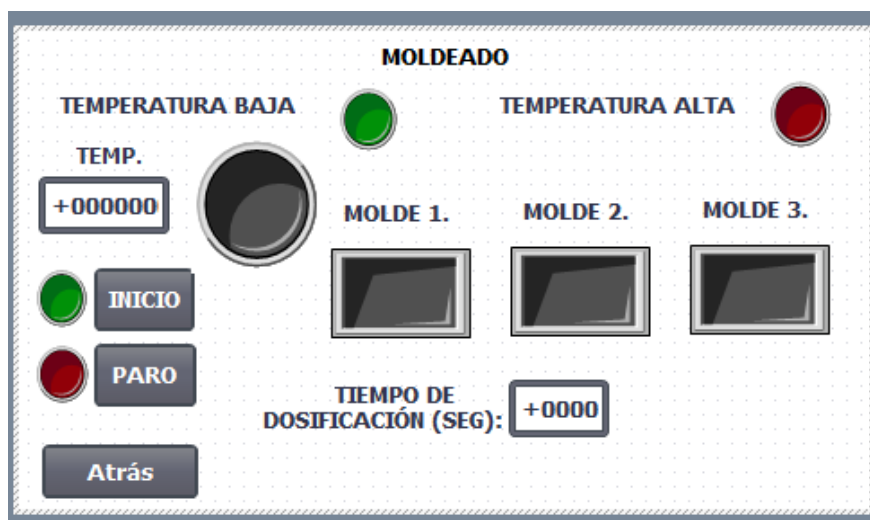 MOLDEADO
TEMPERATURA BAJA
TEMPERATURA ALTA
TEMP.
+000000
MOLDE 1.
MOLDE 2.
MOLDE 3.
INICIO
PARO
TIEMPO DE
DOSIFICACIÓN (SEG):
+0000
Atrás